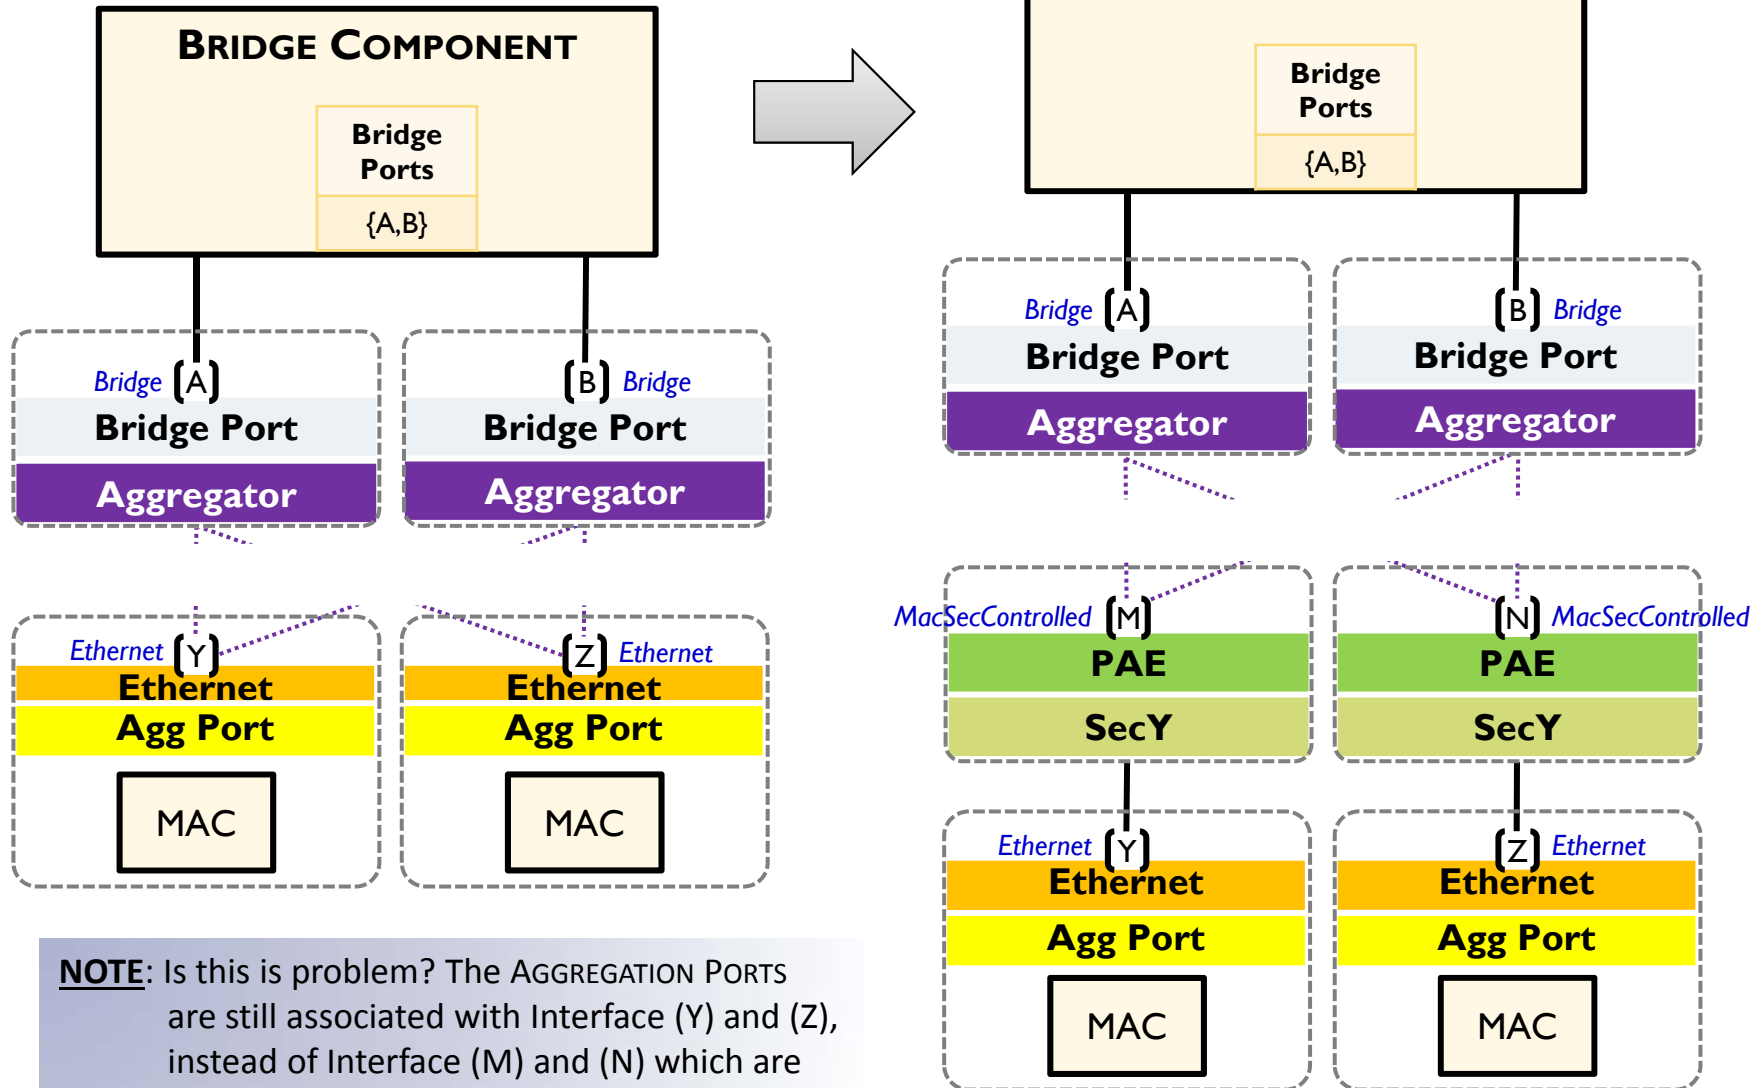 BRIDGE COMPONENT
Bridge
Ports
{A,B}
Bridge [A]
[B] Bridge
Bridge Port
Bridge Port
Aggregator
Aggregator
Ethernet [Y]
[Z] Ethernet
Ethernet
Ethernet
Agg Port
Agg Port
MAC
MAC
NOTE: Is this is problem? The AGGREGATION PORTS
are still associated with Interface (Y) and (Z),
instead of Interface (M) and (N) which are
Bridge
Ports
{A,B}
Bridge [A]
[B] Bridge
Bridge Port
Bridge Port
Aggregator
Aggregator
MacSecControlled [M]
[N] MacSecControlled
PAE
PAE
SecY
SecY
Ethernet [Y]
[Z] Ethernet
Ethernet
Ethernet
Agg Port
Agg Port
MAC
MAC